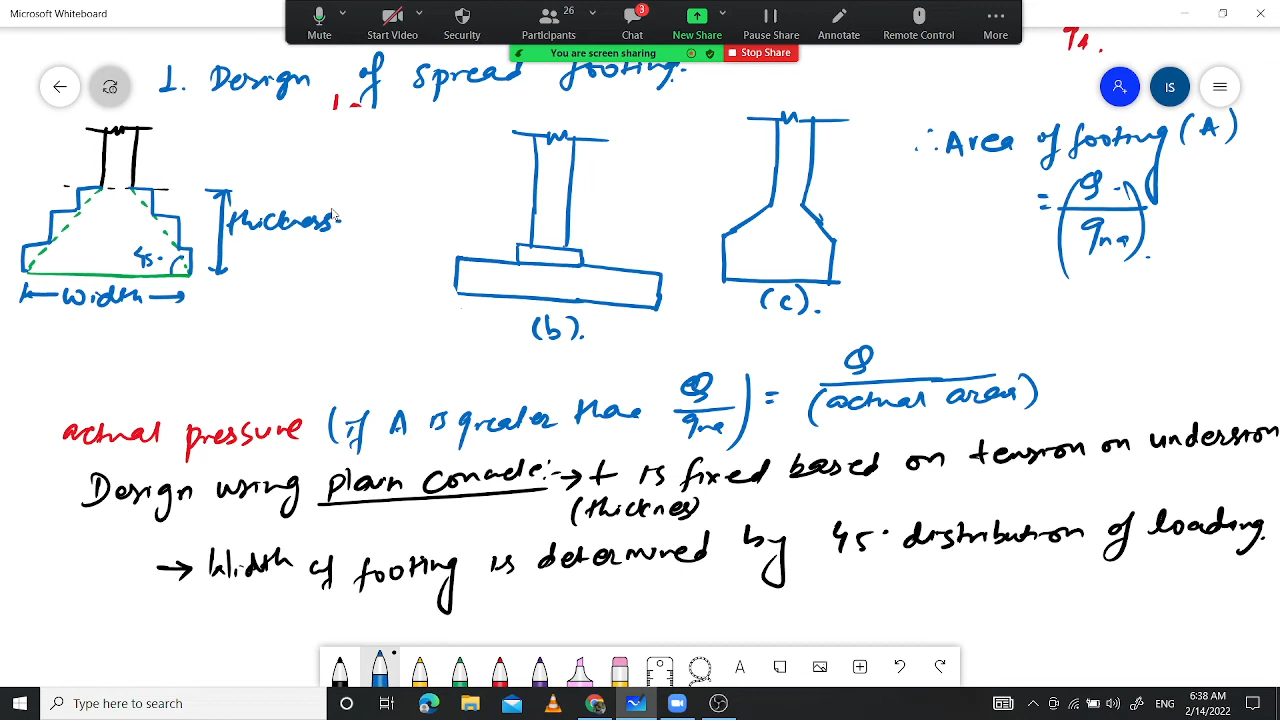 Microsoft Whiteboard
Mute
Start Video
Security
26
Participants
3
Chat
New Share
Pause Share
Annotate
Remote Control
More
You are screen sharing
Stop Share
IS
1. Design of spread footing.
thickness.
45°
width
(b).
(c).
∴ Area of footing (A)
= (Q / qna).
actual pressure (if A is greater than Q/qna) = Q/(actual area)
Design using plain concrete:- → t is fixed based on tension on undersion
(thicknes)
→ Width of footing is determined by 45° distribution of loading.
A
Type here to search
ENG
6:38 AM
2/14/2022